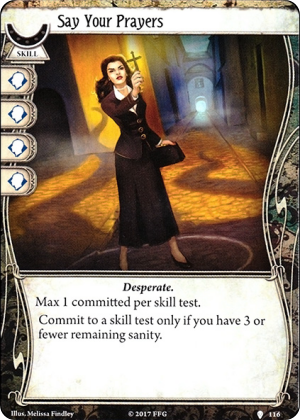 Say Your Prayers
SKILL
Desperate.
Max 1 committed per skill test.
Commit to a skill test only if you have 3 or
fewer remaining sanity.
Illus. Melissa Findley
© 2017 FFG
116